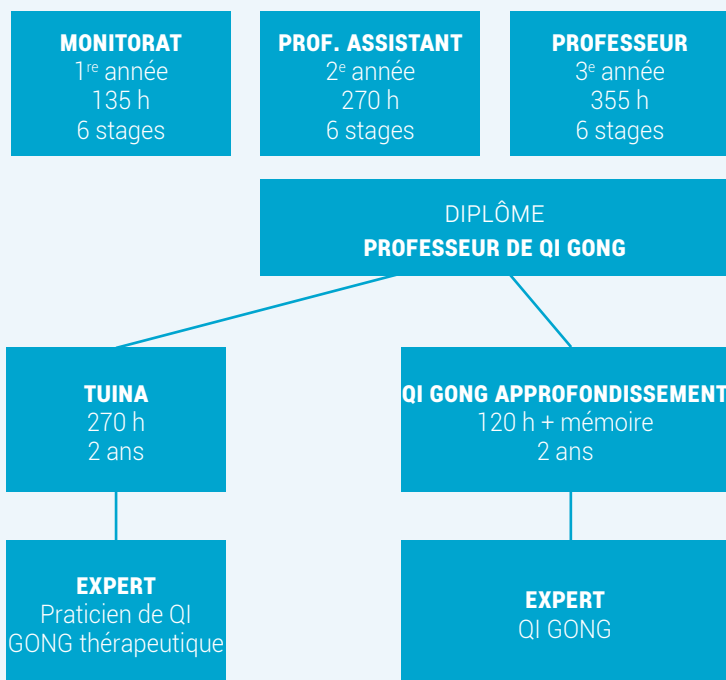 MONITORAT
1re année
135 h
6 stages
PROF. ASSISTANT
2e année
270 h
6 stages
PROFESSEUR
3e année
355 h
6 stages
DIPLÔME
PROFESSEUR DE QI GONG
TUINA
270 h
2 ans
QI GONG APPROFONDISSEMENT
120 h + mémoire
2 ans
EXPERT
Praticien de QI
GONG thérapeutique
EXPERT
QI GONG